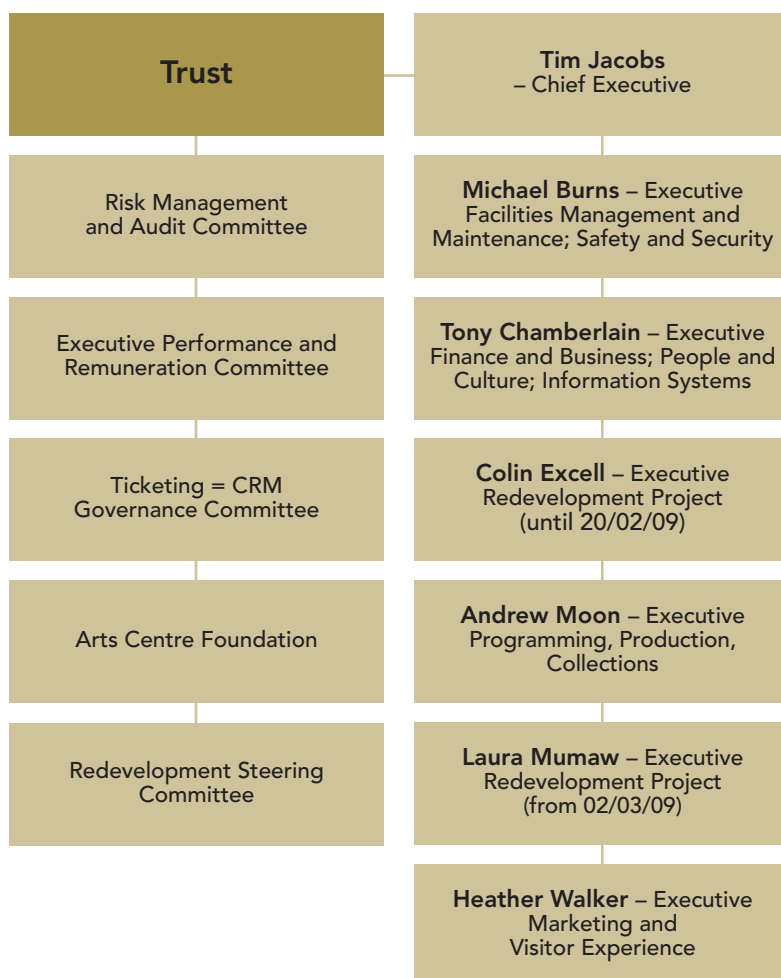 Trust
Risk Management
and Audit Committee
Executive Performance and
Remuneration Committee
Ticketing = CRM
Governance Committee
Arts Centre Foundation
Redevelopment Steering
Committee
Tim Jacobs
– Chief Executive
Michael Burns – Executive
Facilities Management and
Maintenance; Safety and Security
Tony Chamberlain – Executive
Finance and Business; People and
Culture; Information Systems
Colin Excell – Executive
Redevelopment Project
(until 20/02/09)
Andrew Moon – Executive
Programming, Production,
Collections
Laura Mumaw – Executive
Redevelopment Project
(from 02/03/09)
Heather Walker – Executive
Marketing and
Visitor Experience